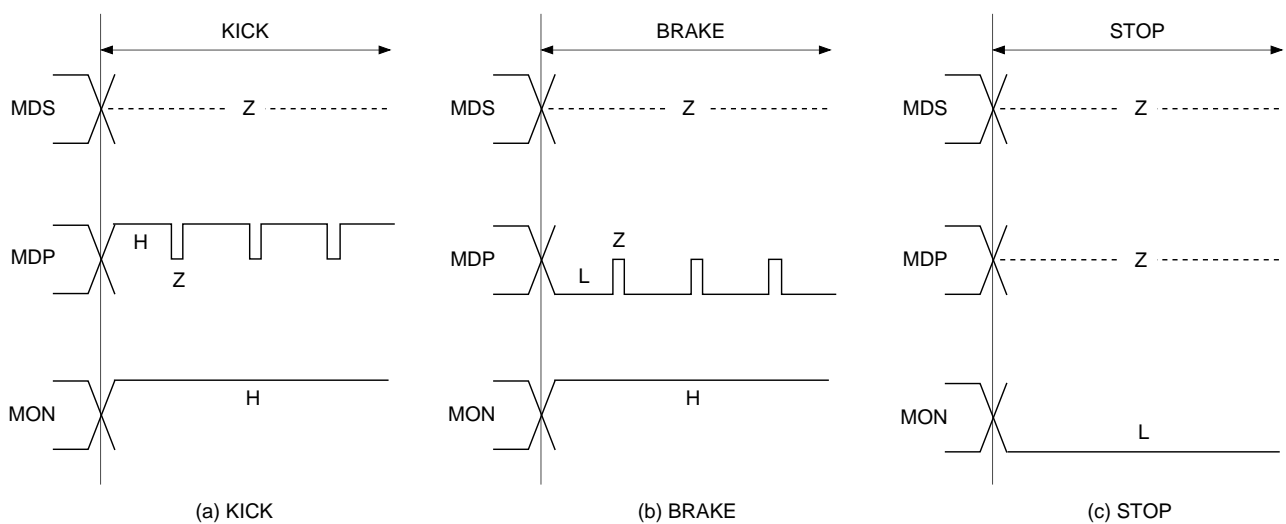 KICK
MDS
Z
MDP
H
Z
MON
H
(a) KICK
BRAKE
MDS
Z
MDP
Z
L
MON
H
(b) BRAKE
STOP
MDS
Z
MDP
Z
MON
L
(c) STOP